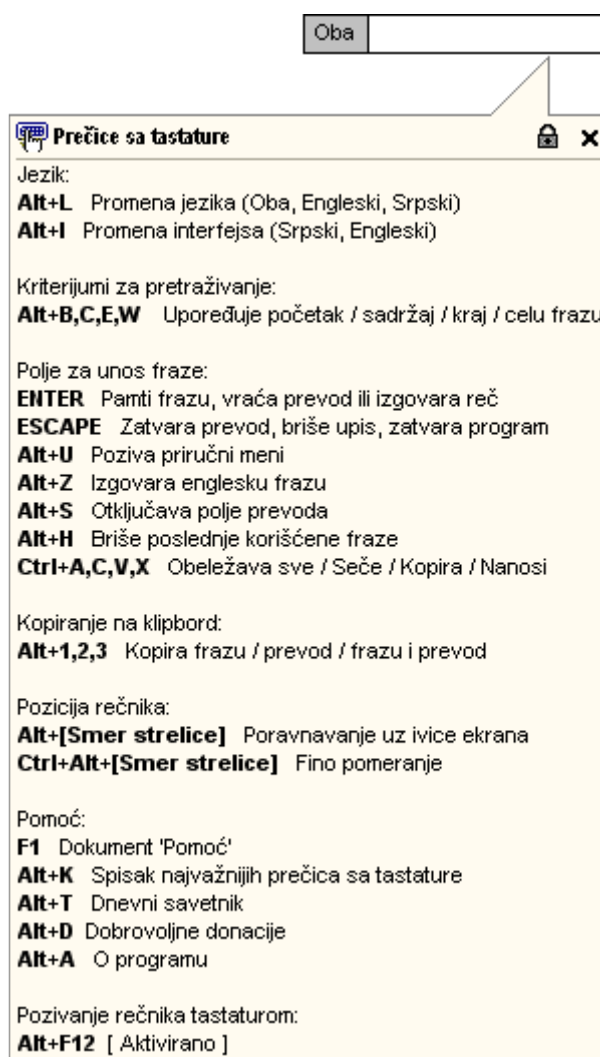 Oba
Prečice sa tastature
Jezik:
Alt+L Promena jezika (Oba, Engleski, Srpski)
Alt+I Promena interfejsa (Srpski, Engleski)
Kriterijumi za pretraživanje:
Alt+B,C,E,W Upoređuje početak / sadržaj / kraj / celu frazu
Polje za unos fraze:
ENTER Pamti frazu, vraća prevod ili izgovara reč
ESCAPE Zatvara prevod, briše upis, zatvara program
Alt+U Poziva priručni meni
Alt+Z Izgovara englesku frazu
Alt+S Otključava polje prevoda
Alt+H Briše poslednje korišćene fraze
Ctrl+A,C,V,X Obeležava sve / Seče / Kopira / Nanosi
Kopiranje na klipbord:
Alt+1,2,3 Kopira frazu / prevod / frazu i prevod
Pozicija rečnika:
Alt+[Smer strelice] Poravnavanje uz ivice ekrana
Ctrl+Alt+[Smer strelice] Fino pomeranje
Pomoć:
F1 Dokument 'Pomoć'
Alt+K Spisak najvažnijih prečica sa tastature
Alt+T Dnevni savetnik
Alt+D Dobrovoljne donacije
Alt+A O programu
Pozivanje rečnika tastaturom:
Alt+F12 [ Aktivirano ]